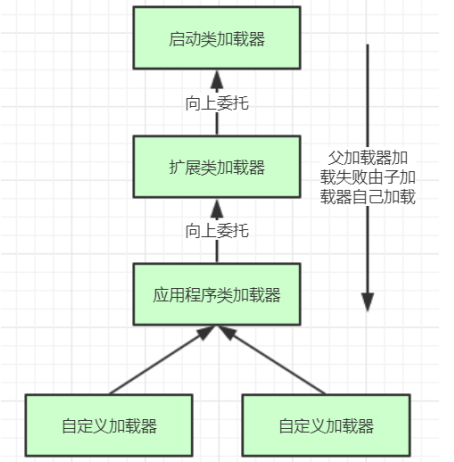 启动类加载器
向上委托
扩展类加载器
父加载器加
载失败由子加
载器自己加载
向上委托
应用程序类加载器
自定义加载器
自定义加载器